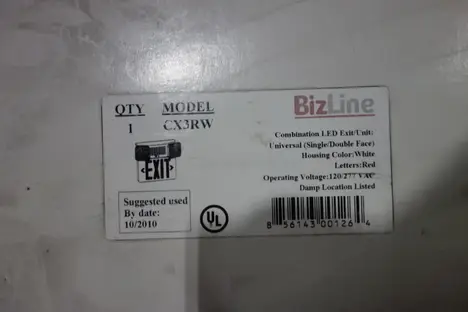 QTY MODEL
1 CX3RW
BizLine
Combination LED Exit/Unit:
Universal (Single/Double Face)
Housing Color:White
Letters:Red
Operating Voltage:120/277 VAC
Damp Location Listed
EXIT
Suggested used
By date:
10/2010
UL
8 56143 00126 4